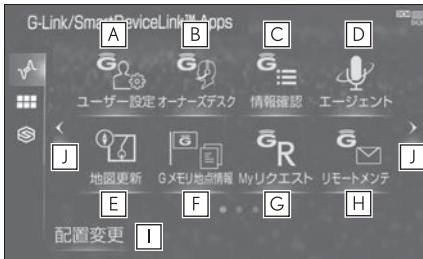 G-Link/SmartDeviceLink™ Apps
A
B
C
D
ユーザー設定
オーナーズデスク
情報確認
エージェント
J
J
地図更新
Gメモリ地点情報
Myリクエスト
リモートメンテ
E
F
G
H
配置変更
I